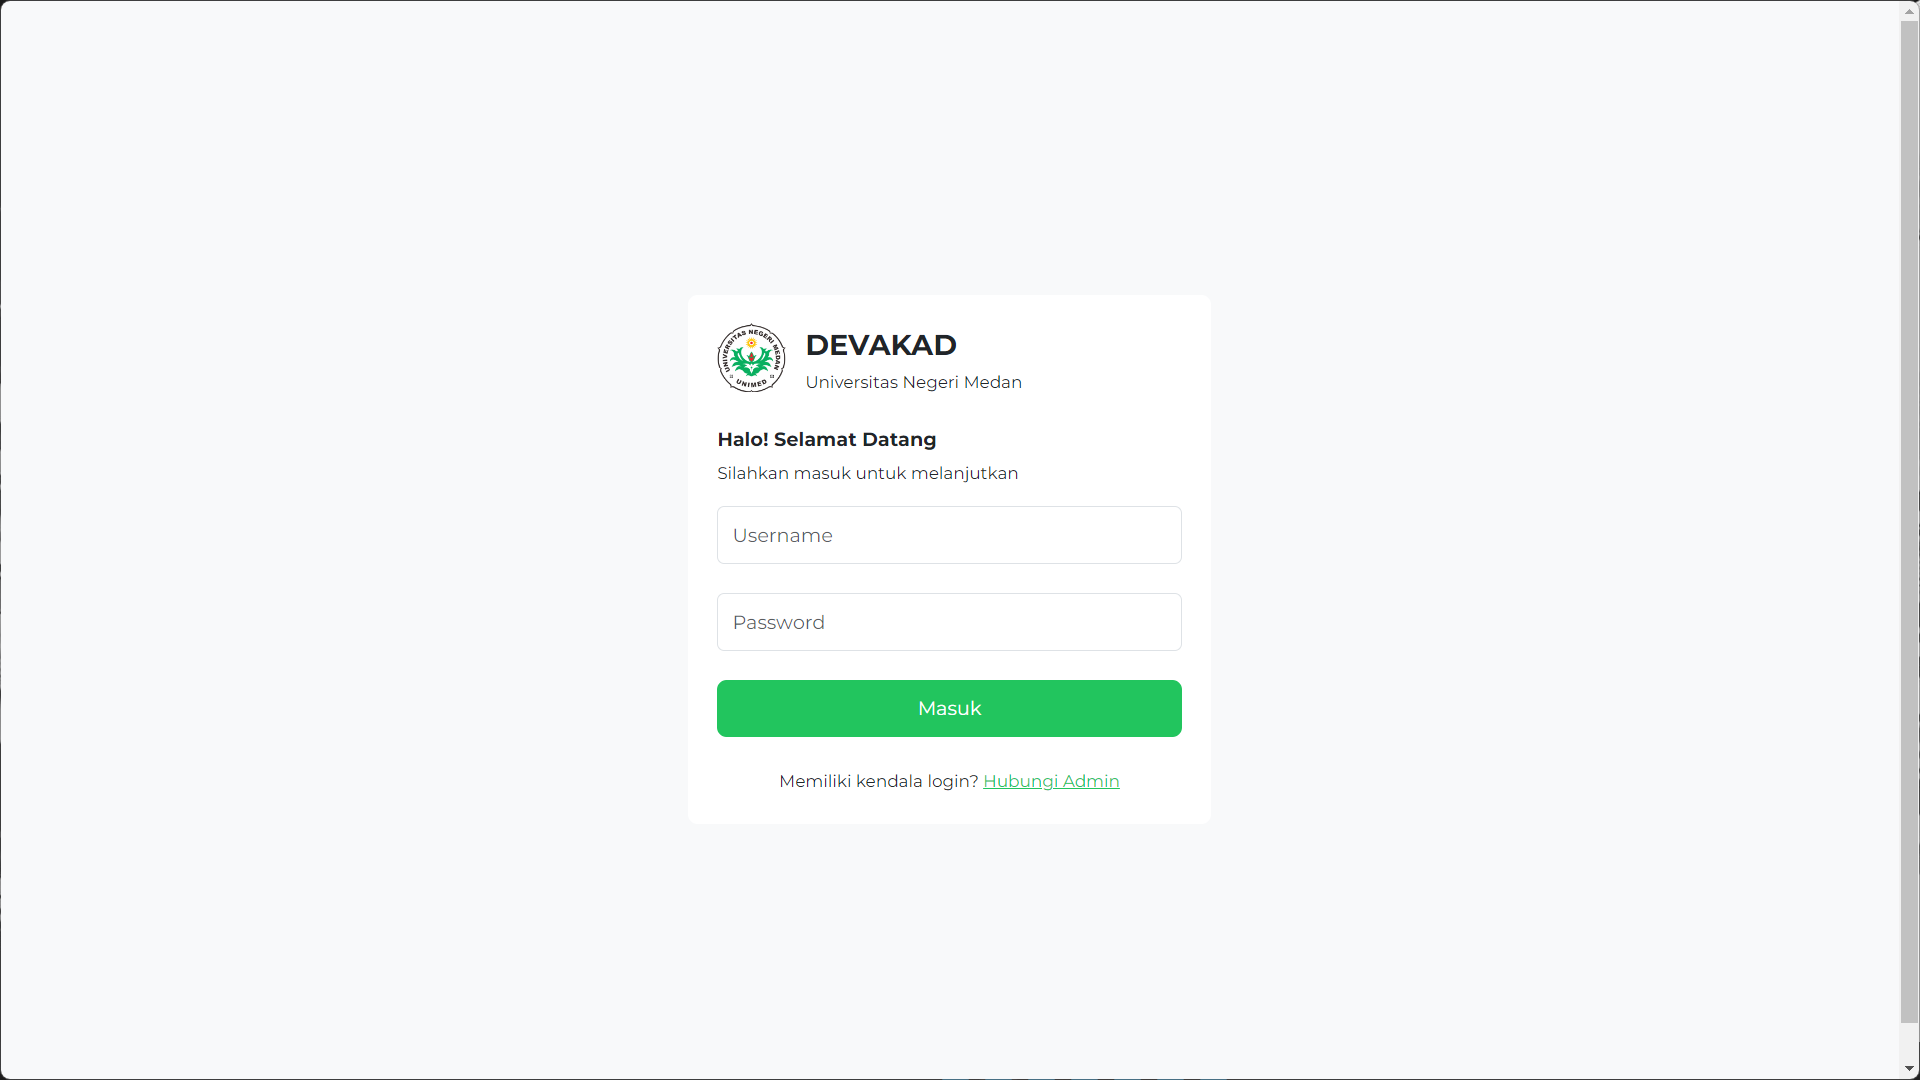 UNIVERSITAS NEGERI MEDAN
UNIMED
DEVAKAD
Universitas Negeri Medan
Halo! Selamat Datang
Silahkan masuk untuk melanjutkan
Username
Password
Masuk
Memiliki kendala login? Hubungi Admin